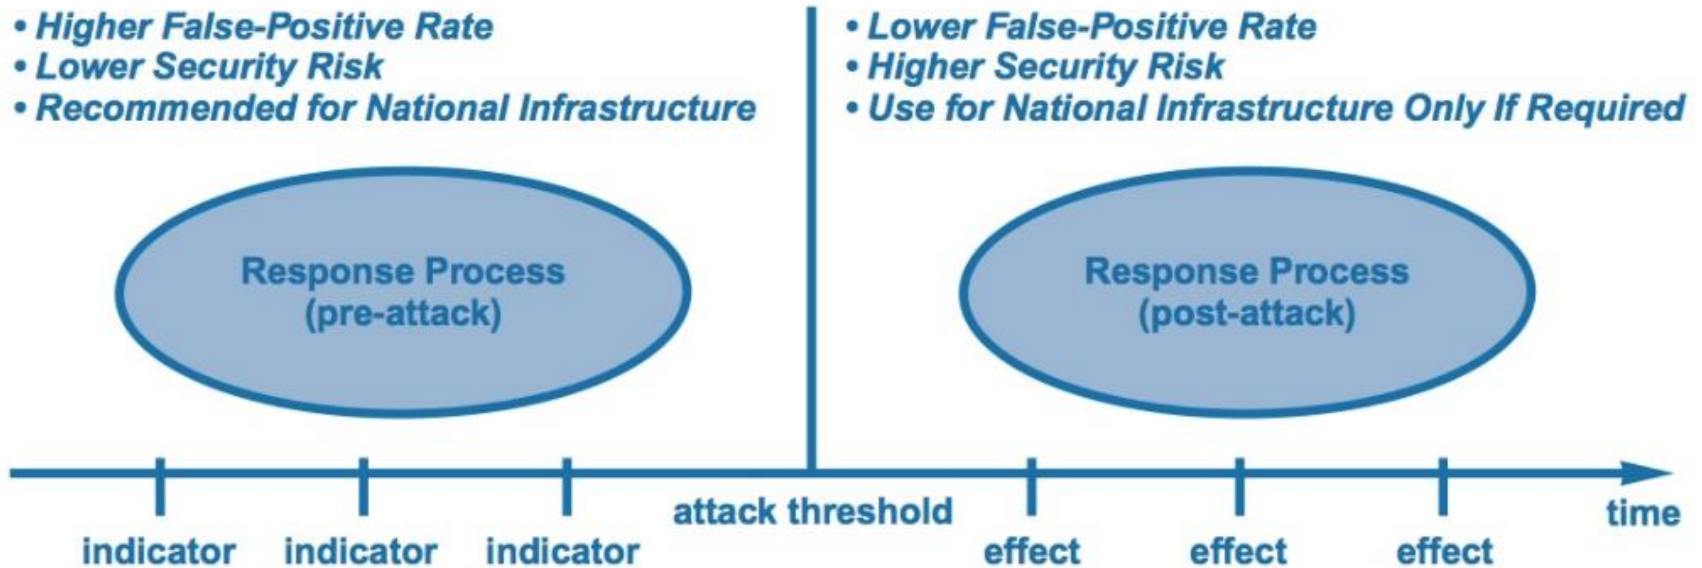 • Higher False-Positive Rate
• Lower Security Risk
• Recommended for National Infrastructure
• Lower False-Positive Rate
• Higher Security Risk
• Use for National Infrastructure Only If Required
Response Process
(pre-attack)
Response Process
(post-attack)
attack threshold
time
indicator
indicator
indicator
effect
effect
effect